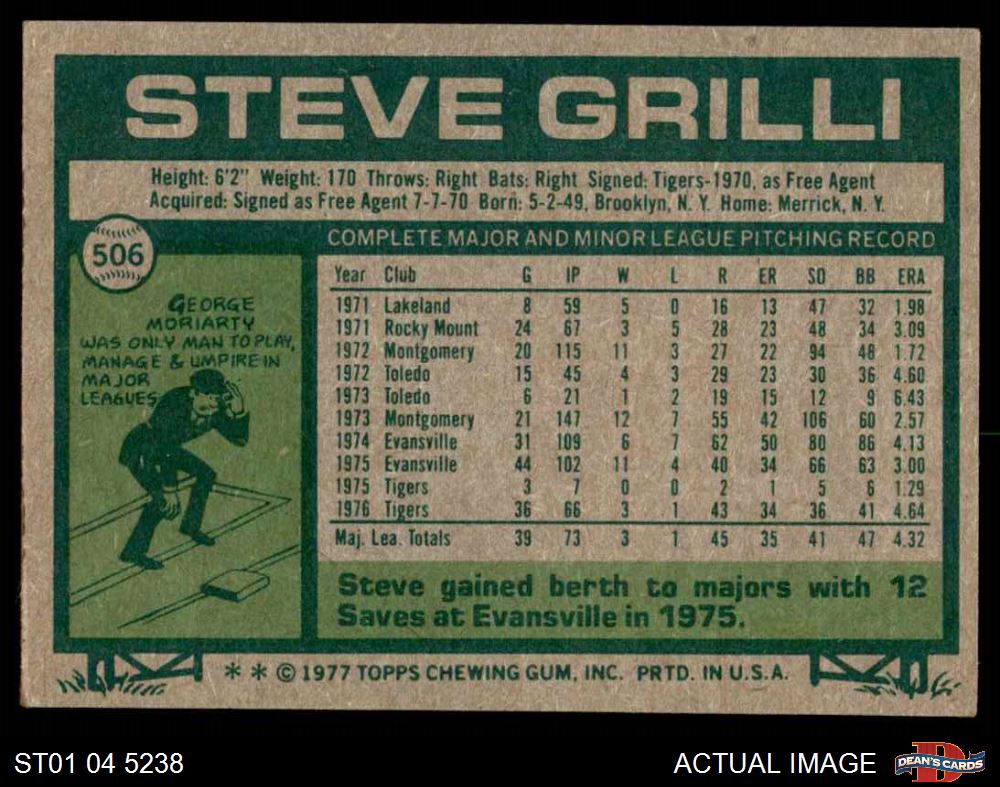 STEVE GRILLI
Height: 6'2" Weight: 170 Throws: Right Bats: Right Signed: Tigers-1970, as Free Agent
Acquired: Signed as Free Agent 7-7-70 Born: 5-2-49, Brooklyn, N. Y. Home: Merrick, N. Y.
506
GEORGE
MORIARTY
WAS ONLY MAN TO PLAY,
MANAGE & UMPIRE IN
MAJOR
LEAGUES
COMPLETE MAJOR AND MINOR LEAGUE PITCHING RECORD
Year Club G IP W L R ER SO BB ERA
1971 Lakeland 8 59 5 0 16 13 47 32 1.98
1971 Rocky Mount 24 67 3 5 28 23 48 34 3.09
1972 Montgomery 20 115 11 3 27 22 94 48 1.72
1972 Toledo 15 45 4 3 29 23 30 36 4.60
1973 Toledo 6 21 1 2 19 15 12 9 6.43
1973 Montgomery 21 147 12 7 55 42 106 60 2.57
1974 Evansville 31 109 6 7 62 50 80 86 4.13
1975 Evansville 44 102 11 4 40 34 66 63 3.00
1975 Tigers 3 7 0 0 2 1 5 6 1.29
1976 Tigers 36 66 3 1 43 34 36 41 4.64
Maj. Lea. Totals 39 73 3 1 45 35 41 47 4.32
Steve gained berth to majors with 12
Saves at Evansville in 1975.
* * © 1977 TOPPS CHEWING GUM, INC. PRTD. IN U.S.A.
ST01 04 5238
ACTUAL IMAGE
DEAN'S CARDS